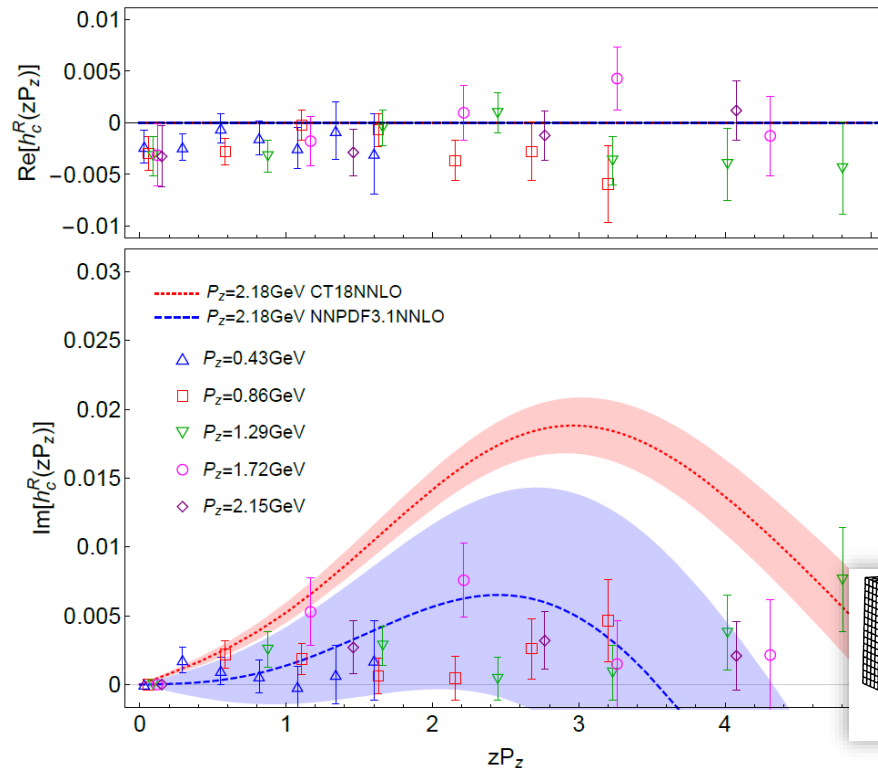 0.01
0.005
0
−0.005
−0.01
Re[h_c^R(zP_z)]
0.03
0.025
0.02
0.015
0.01
0.005
0
Im[h_c^R(zP_z)]
P_z=2.18GeV CT18NNLO
P_z=2.18GeV NNPDF3.1NNLO
P_z=0.43GeV
P_z=0.86GeV
P_z=1.29GeV
P_z=1.72GeV
P_z=2.15GeV
0 1 2 3 4
zP_z